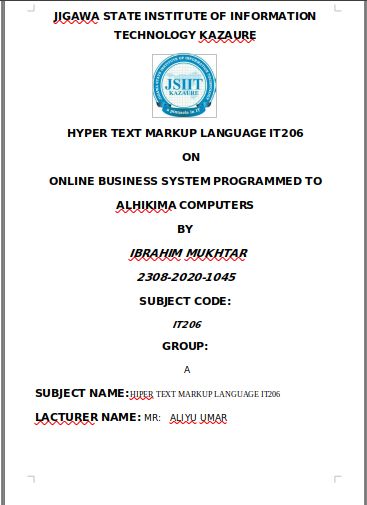 JIGAWA STATE INSTITUTE OF INFORMATION
TECHNOLOGY KAZAURE
JSIIT
KAZAURE
HYPER TEXT MARKUP LANGUAGE IT206
ON
ONLINE BUSINESS SYSTEM PROGRAMMED TO
ALHIKIMA COMPUTERS
BY
IBRAHIM MUKHTAR
2308-2020-1045
SUBJECT CODE:
IT206
GROUP:
A
SUBJECT NAME:HIPER TEXT MARKUP LANGUAGE IT206
LACTURER NAME: MR: ALIYU UMAR